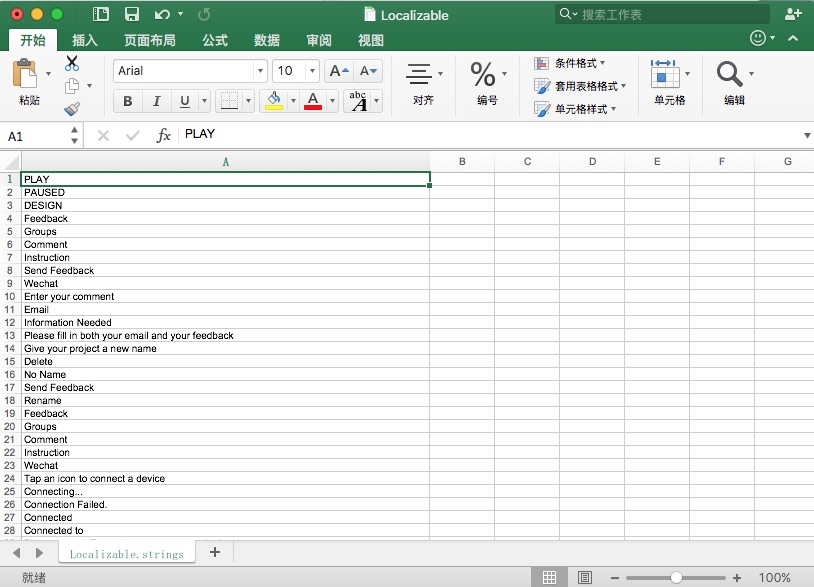 Localizable
搜索工作表
开始 插入 页面布局 公式 数据 审阅 视图
粘贴
Arial 10 A A
B I U A abc A
对齐
%
编号
条件格式
套用表格格式
单元格样式
单元格
编辑
A1 fx PLAY
A B C D E F G
1 PLAY
2 PAUSED
3 DESIGN
4 Feedback
5 Groups
6 Comment
7 Instruction
8 Send Feedback
9 Wechat
10 Enter your comment
11 Email
12 Information Needed
13 Please fill in both your email and your feedback
14 Give your project a new name
15 Delete
16 No Name
17 Send Feedback
18 Rename
19 Feedback
20 Groups
21 Comment
22 Instruction
23 Wechat
24 Tap an icon to connect a device
25 Connecting...
26 Connection Failed.
27 Connected
28 Connected to
Localizable.strings
就绪 100%